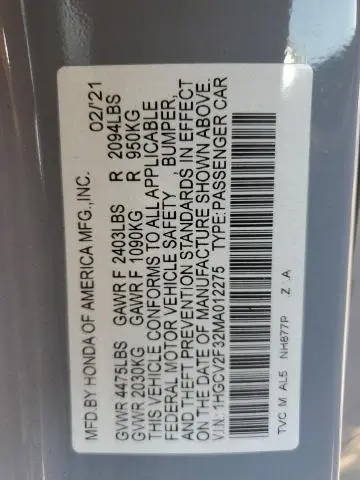 MFD.BY HONDA OF AMERICA MFG.,INC. 02/'21
GVWR 4475LBS GAWR F 2403LBS R 2094LBS
GVWR 2030KG GAWR F 1090KG R 950KG
THIS VEHICLE CONFORMS TO ALL APPLICABLE
FEDERAL MOTOR VEHICLE SAFETY , BUMPER,
AND THEFT PREVENTION STANDARDS IN EFFECT
ON THE DATE OF MANUFACTURE SHOWN ABOVE.
V.I.N: 1HGCV2F32MA012275 TYPE:PASSENGER CAR
TVC M AL5 NH877P Z A